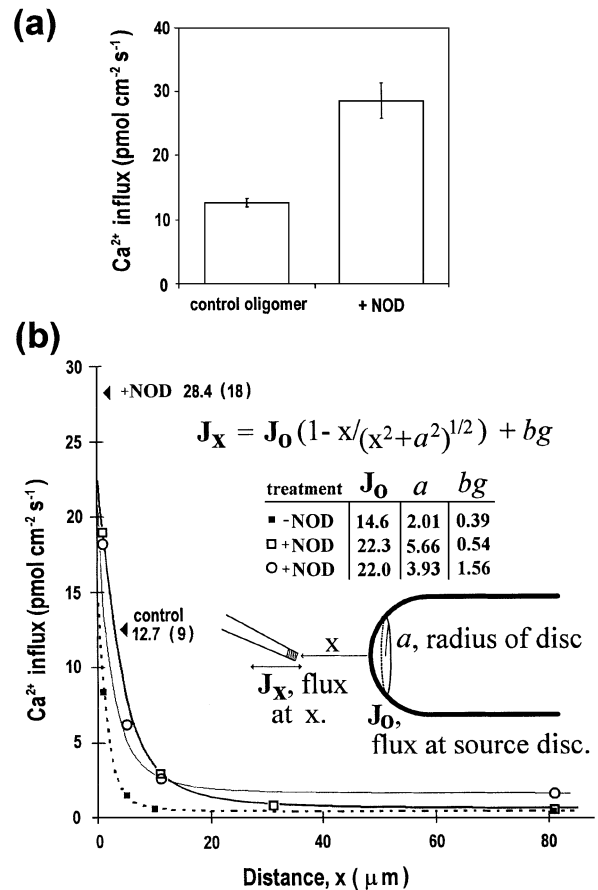 (a)
Ca²⁺ influx (pmol cm⁻² s⁻¹)
40
30
20
10
0
control oligomer
+ NOD
(b)
Ca²⁺ influx (pmol cm⁻² s⁻¹)
30
25
20
15
10
5
0
+NOD 28.4 (18)
Jx = Jo(1- x/(x²+a²)^1/2) + bg
treatment Jo a bg
-NOD 14.6 2.01 0.39
+NOD 22.3 5.66 0.54
+NOD 22.0 3.93 1.56
control
12.7 (9)
x
Jx, flux
at x.
a, radius of disc
Jo,
flux at source disc.
0 20 40 60 80
Distance, x ( μm)